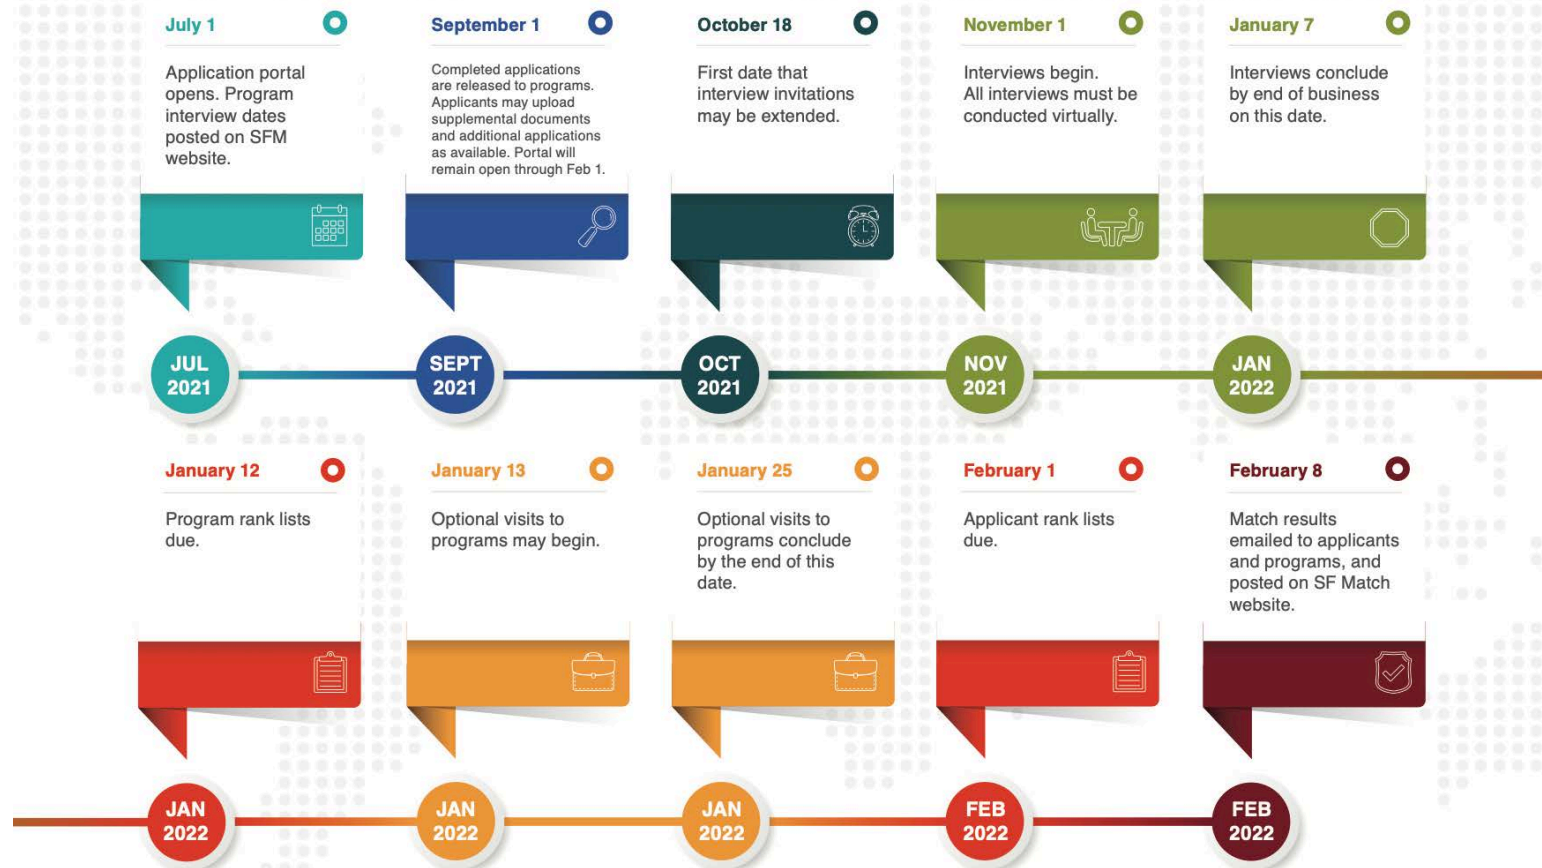 July 1
Application portal
opens. Program
interview dates
posted on SFM
website.
September 1
Completed applications
are released to programs.
Applicants may upload
supplemental documents
and additional applications
as available. Portal will
remain open through Feb 1.
October 18
First date that
interview invitations
may be extended.
November 1
Interviews begin.
All interviews must be
conducted virtually.
January 7
Interviews conclude
by end of business
on this date.
JUL
2021
SEPT
2021
OCT
2021
NOV
2021
JAN
2022
January 12
Program rank lists
due.
January 13
Optional visits to
programs may begin.
January 25
Optional visits to
programs conclude
by the end of this
date.
February 1
Applicant rank lists
due.
February 8
Match results
emailed to applicants
and programs, and
posted on SF Match
website.
JAN
2022
JAN
2022
JAN
2022
FEB
2022
FEB
2022